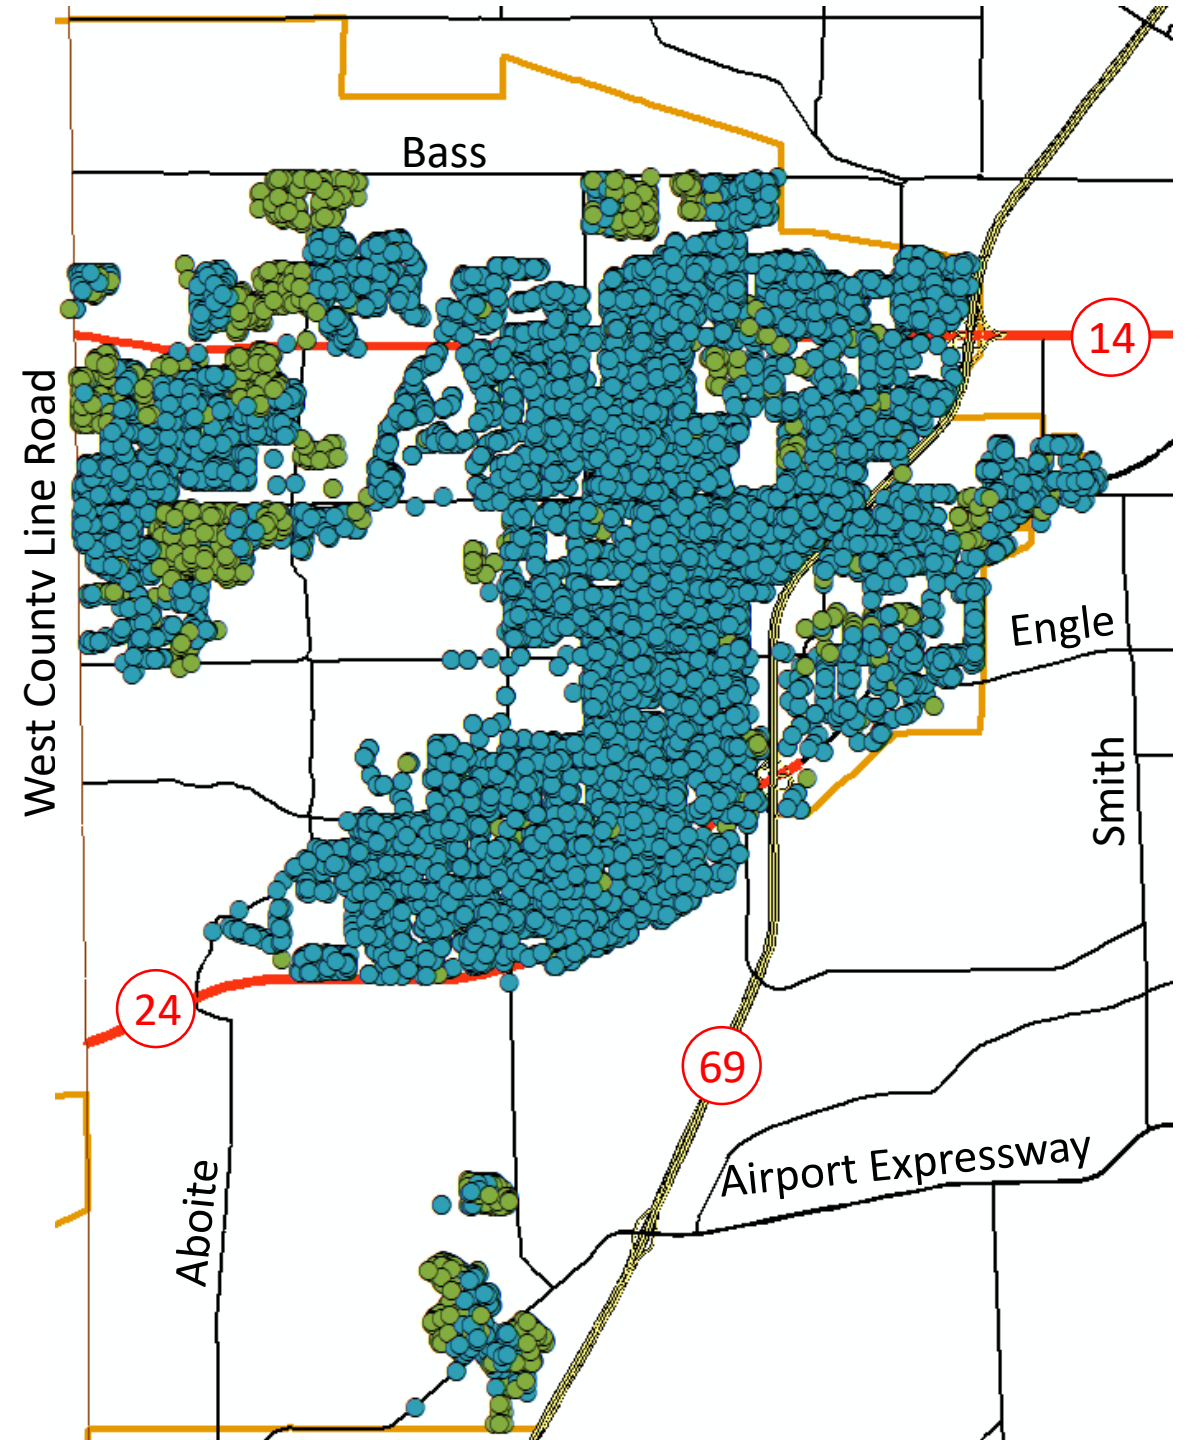 Bass
14
West County Line Road
Engle
Smith
24
69
Airport Expressway
Aboite